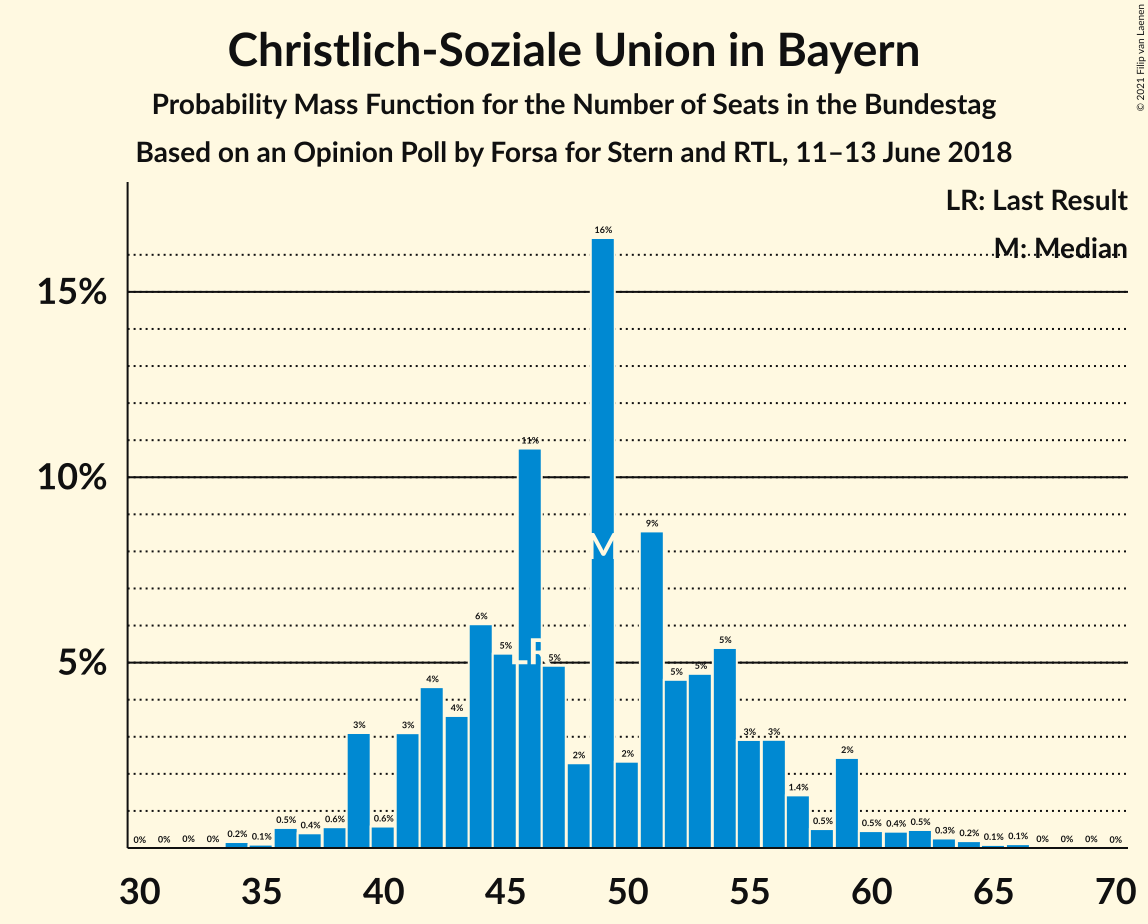 Christlich-Soziale Union in Bayern
Probability Mass Function for the Number of Seats in the Bundestag
Based on an Opinion Poll by Forsa for Stern and RTL, 11–13 June 2018
© 2021 Filip van Laenen
LR: Last Result
M: Median
15%
10%
5%
0% 0% 0% 0% 0.2% 0.1% 0.5% 0.4% 0.6% 3% 0.6% 3% 4% 4% 6% 5% 11% 5% 2% 16% 2% 9% 5% 5% 5% 3% 3% 1.4% 0.5% 2% 0.5% 0.4% 0.5% 0.3% 0.2% 0.1% 0.1% 0% 0% 0% 0%
LR
M
30 35 40 45 50 55 60 65 70